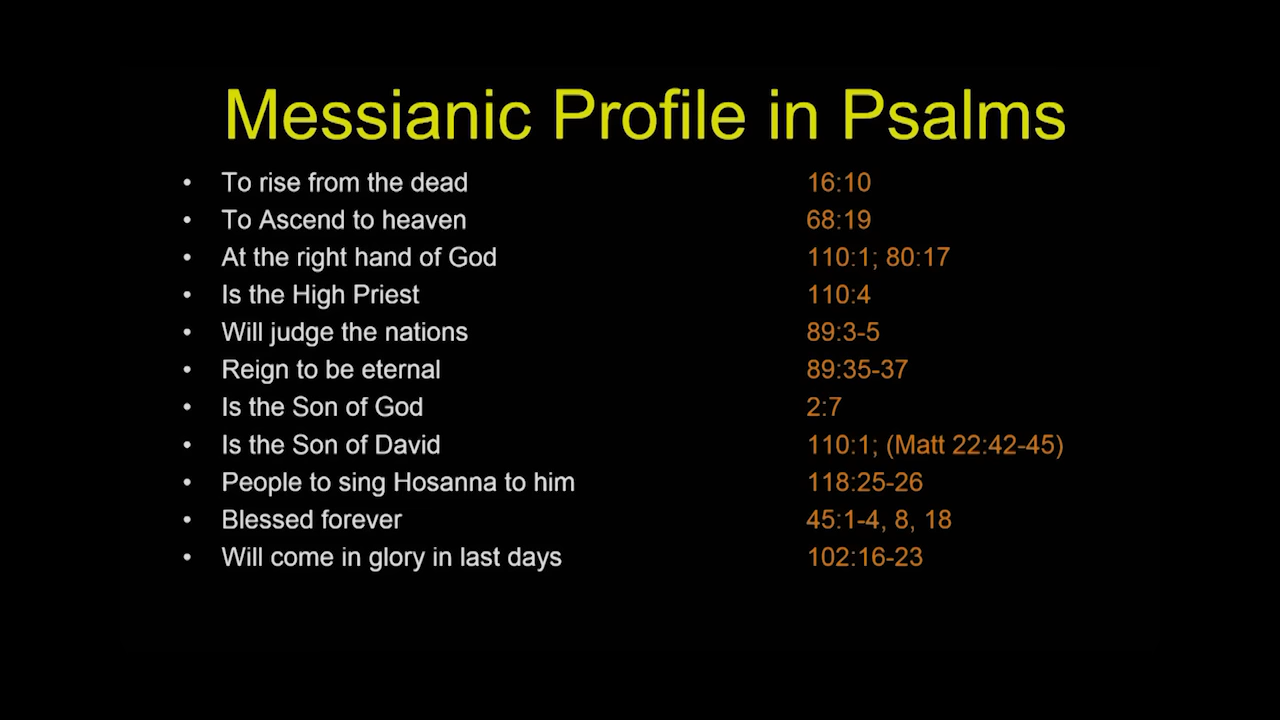 Messianic Profile in Psalms
• To rise from the dead 16:10
• To Ascend to heaven 68:19
• At the right hand of God 110:1; 80:17
• Is the High Priest 110:4
• Will judge the nations 89:3-5
• Reign to be eternal 89:35-37
• Is the Son of God 2:7
• Is the Son of David 110:1; (Matt 22:42-45)
• People to sing Hosanna to him 118:25-26
• Blessed forever 45:1-4, 8, 18
• Will come in glory in last days 102:16-23